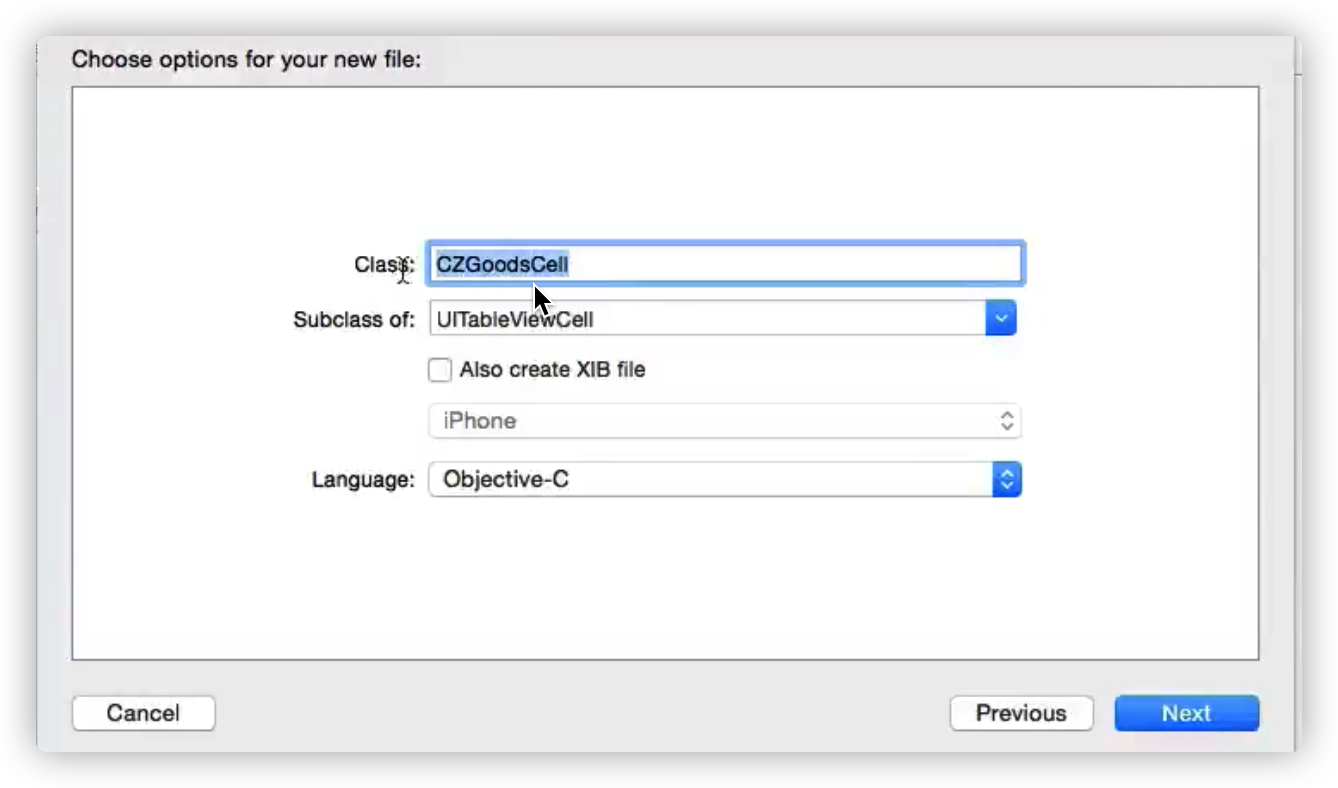 Choose options for your new file:
Class: CZGoodsCell
Subclass of: UITableViewCell
Also create XIB file
iPhone
Language: Objective-C
Cancel Previous Next